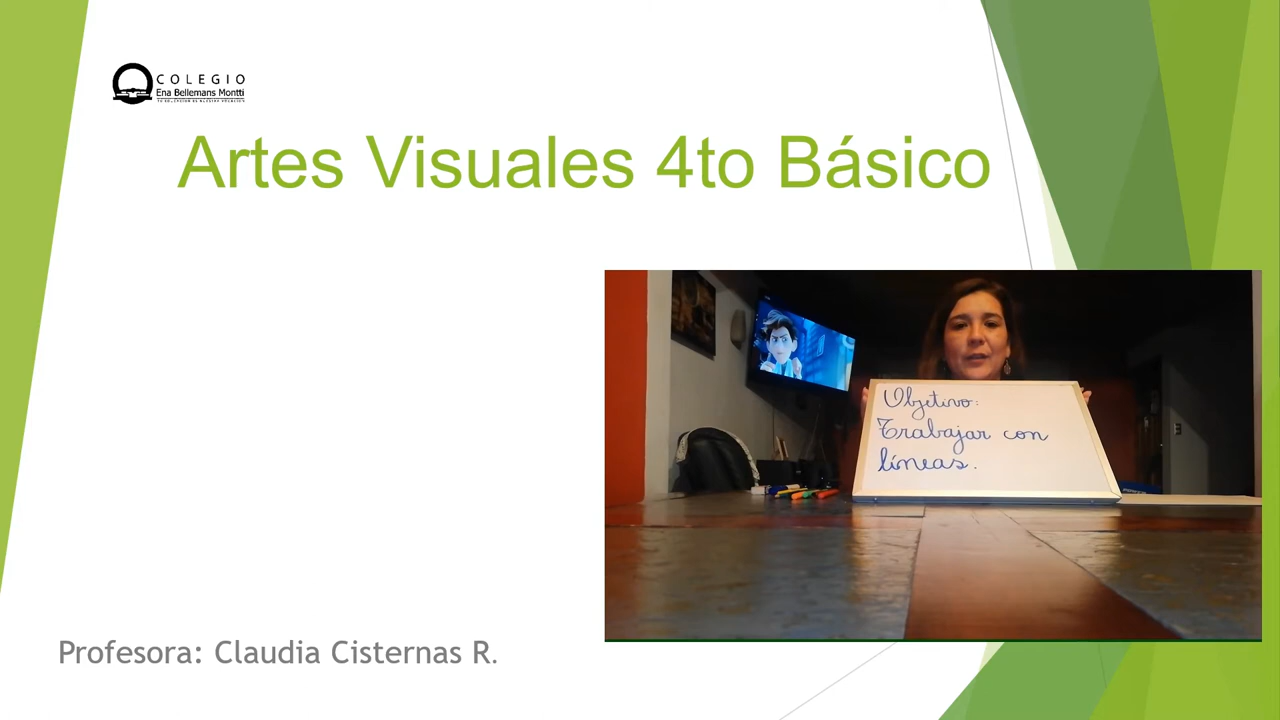 COLEGIO
Ena Bellemans Montti
Artes Visuales 4to Básico
Objetivo:
Trabajar con
líneas.
Profesora: Claudia Cisternas R.